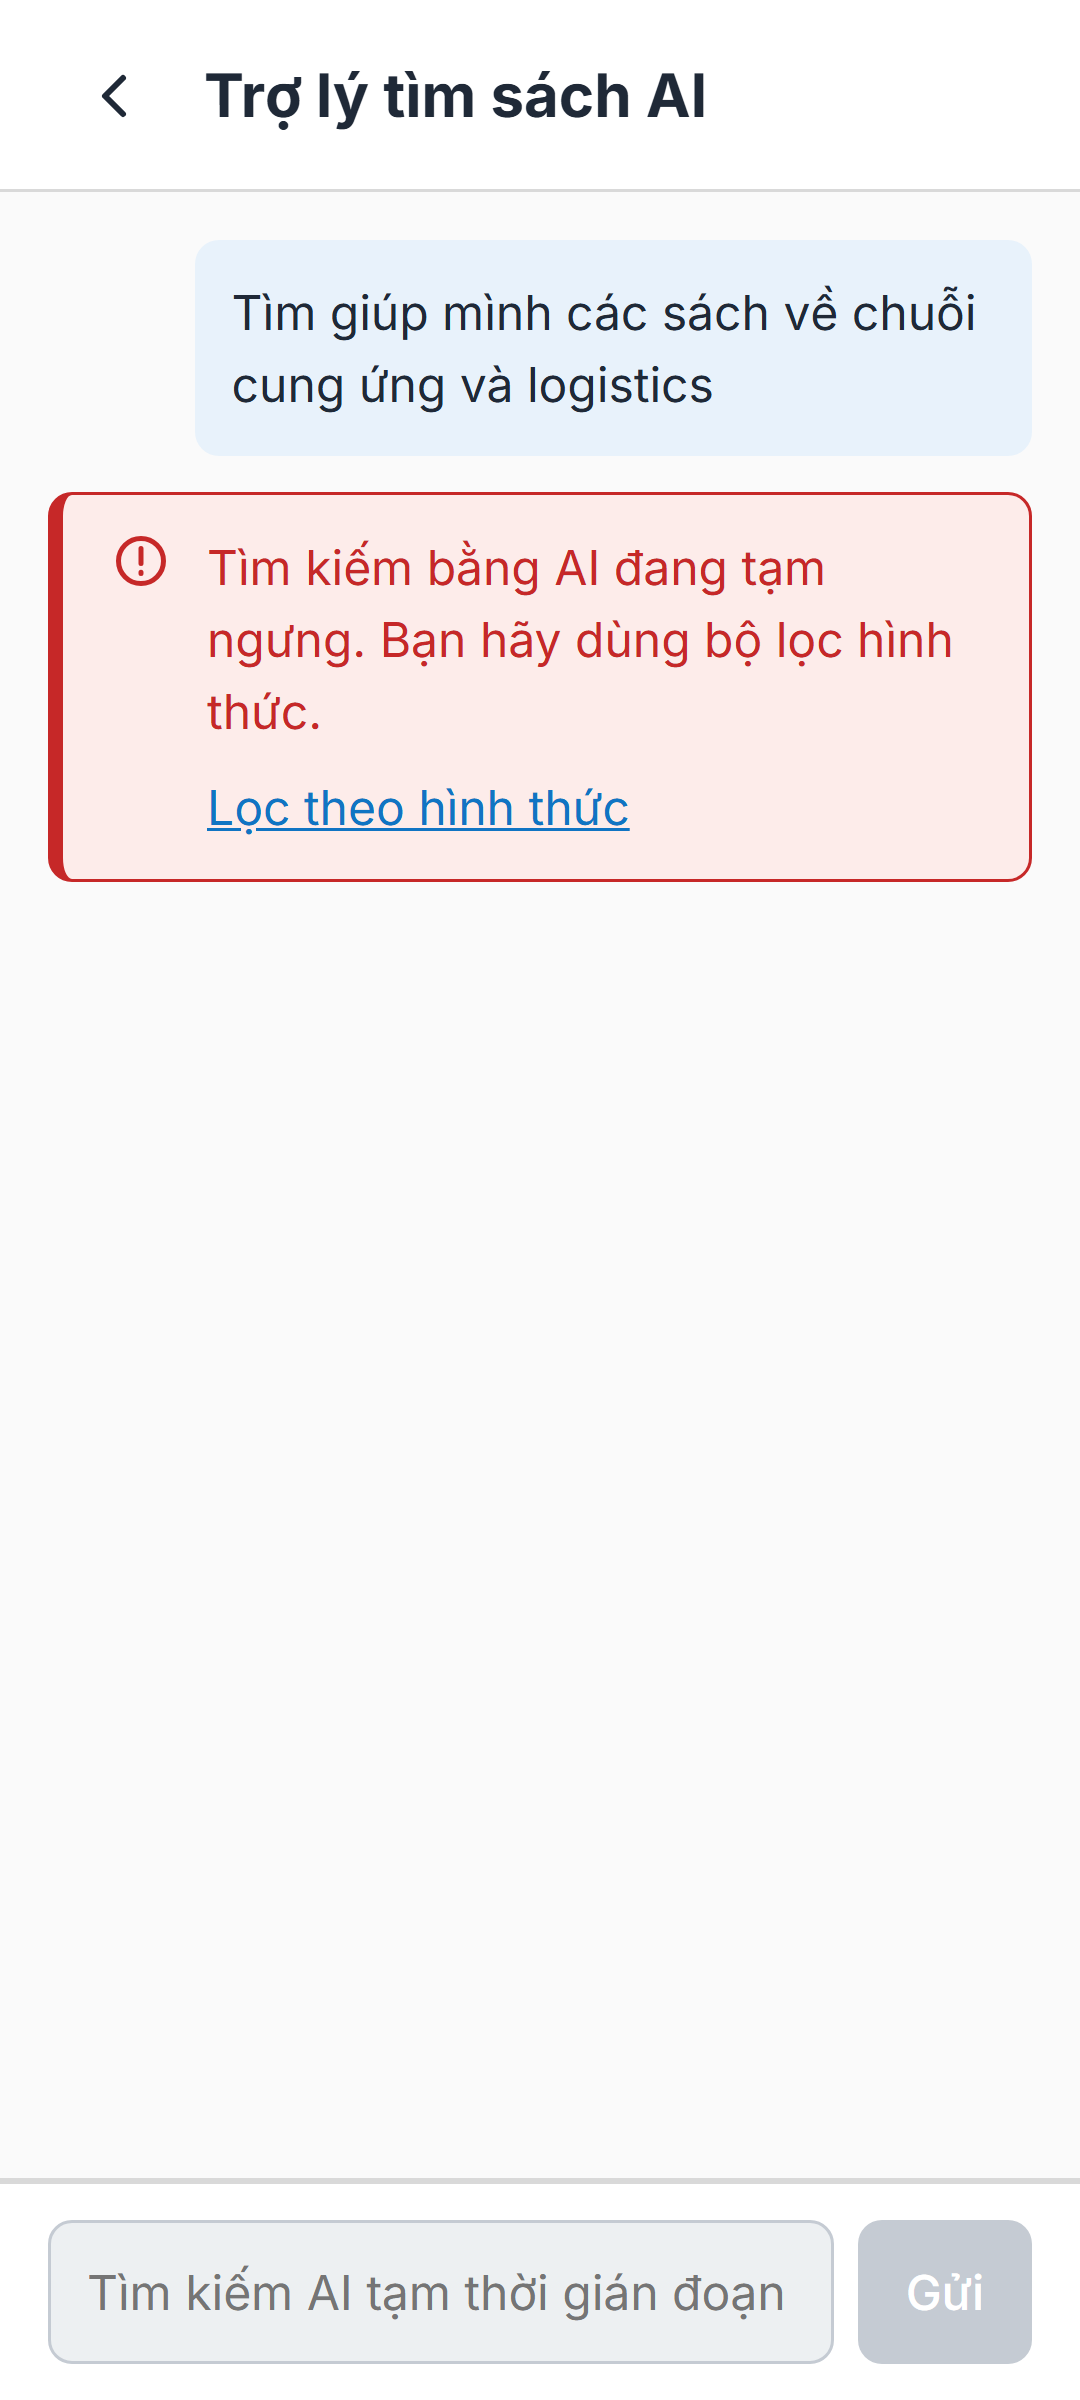 Trợ lý tìm sách AI
Tìm giúp mình các sách về chuỗi
cung ứng và logistics
Tìm kiếm bằng AI đang tạm
ngưng. Bạn hãy dùng bộ lọc hình
thức.
Lọc theo hình thức
Tìm kiếm AI tạm thời gián đoạn
Gửi